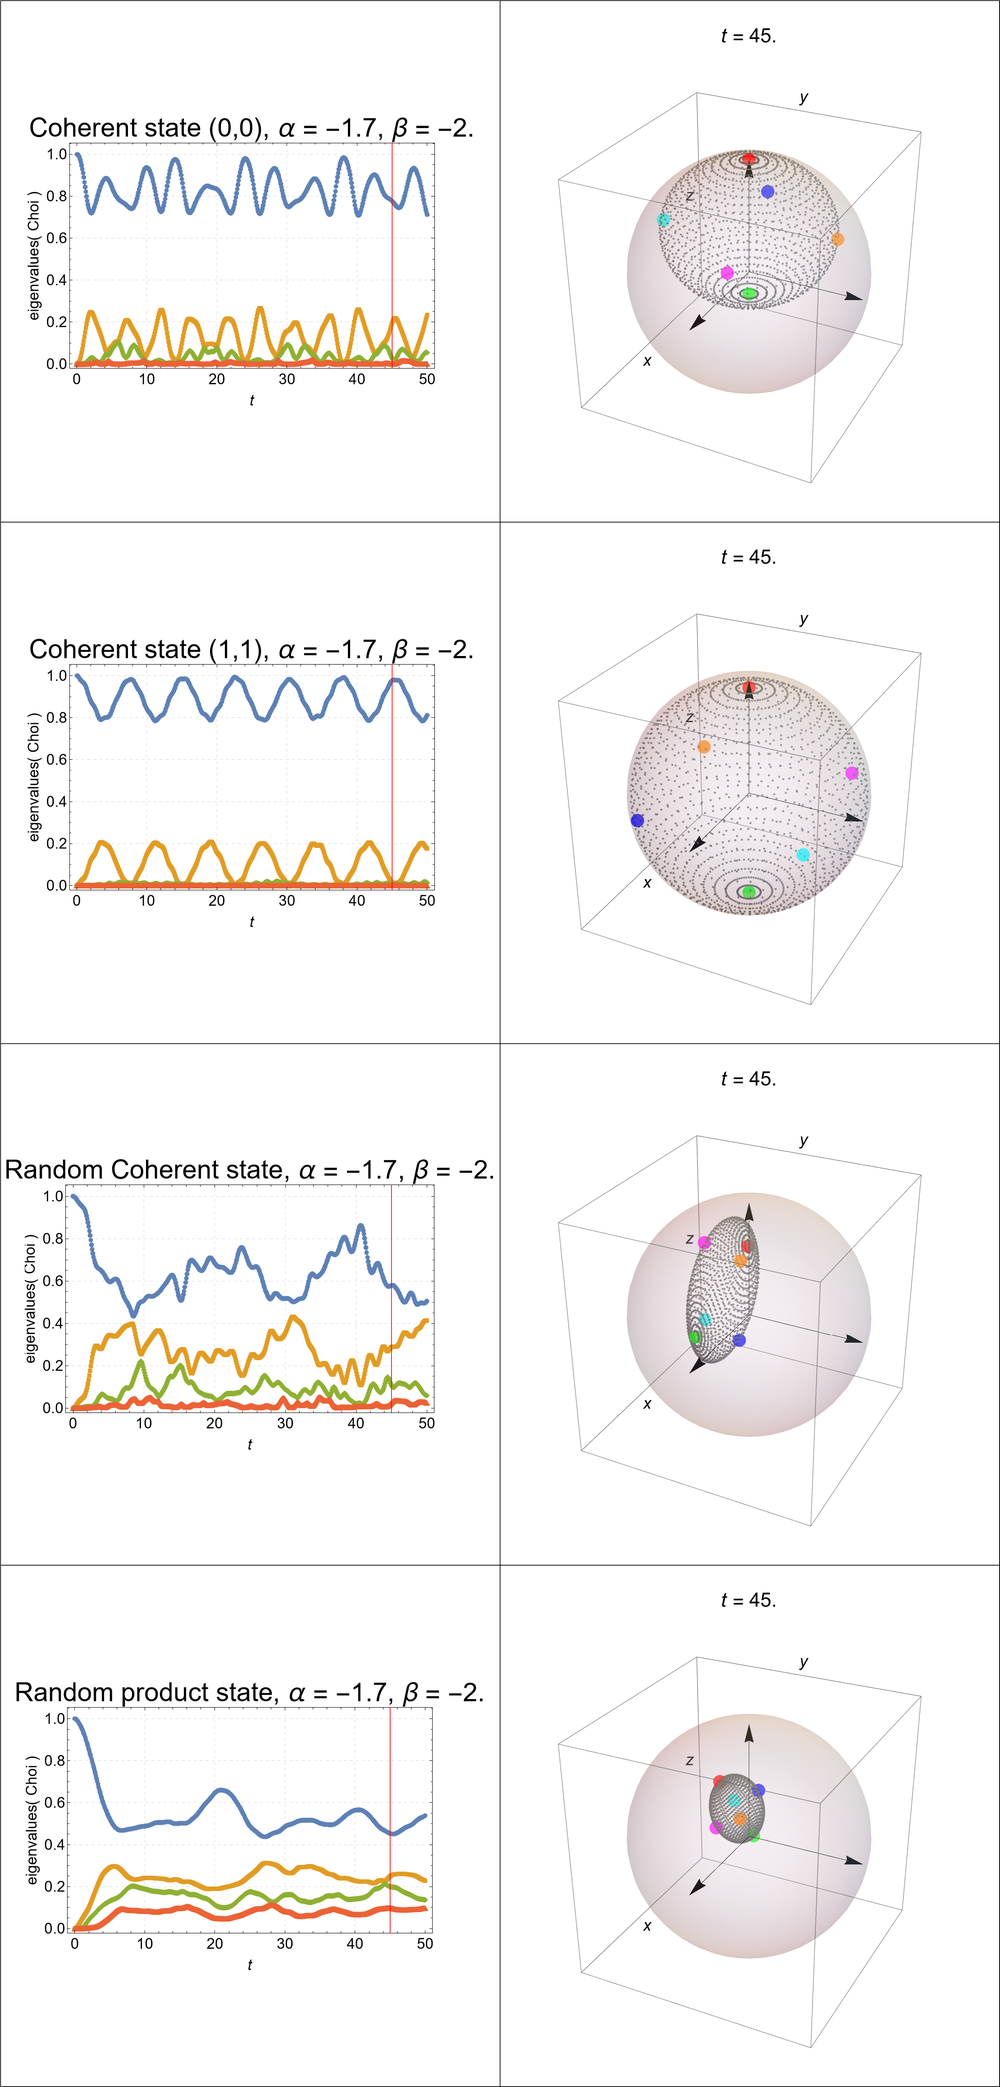 t = 45.
y
Coherent state (0,0), α = −1.7, β = −2.
1.0
0.8
0.6
0.4
0.2
0.0
eigenvalues( Choi )
0 10 20 30 40 50
t
z
x
t = 45.
y
Coherent state (1,1), α = −1.7, β = −2.
1.0
0.8
0.6
0.4
0.2
0.0
eigenvalues( Choi )
0 10 20 30 40 50
t
z
x
t = 45.
y
Random Coherent state, α = −1.7, β = −2.
1.0
0.8
0.6
0.4
0.2
0.0
eigenvalues( Choi )
0 10 20 30 40 50
t
z
x
t = 45.
y
Random product state, α = −1.7, β = −2.
1.0
0.8
0.6
0.4
0.2
0.0
eigenvalues( Choi )
0 10 20 30 40 50
t
z
x